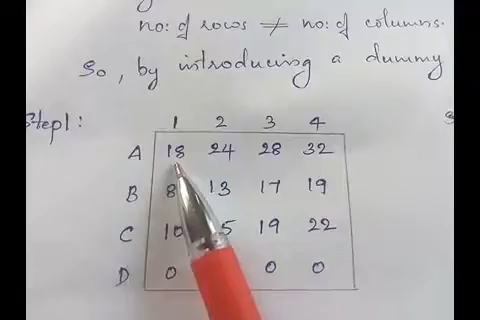 no: of rows ≠ no: of columns.
So, by introducing a dummy
Step1:
1 2 3 4
A 18 24 28 32
B 8 13 17 19
C 10 5 19 22
D 0 0 0